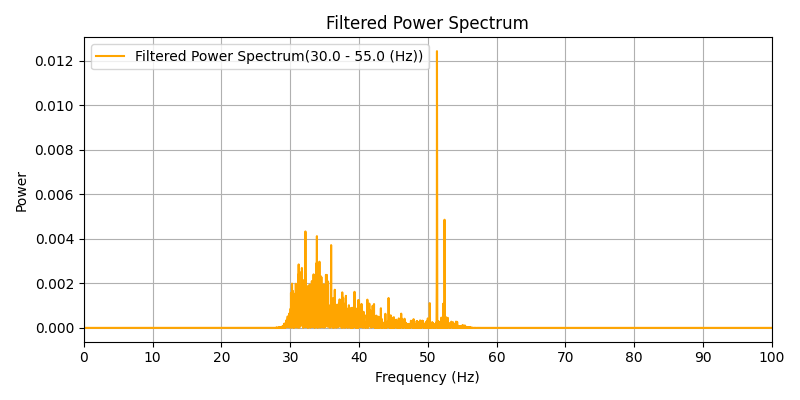 Filtered Power Spectrum
Filtered Power Spectrum(30.0 - 55.0 (Hz))
0.012
0.010
0.008
0.006
0.004
0.002
0.000
Power
0 10 20 30 40 50 60 70 80 90 100
Frequency (Hz)